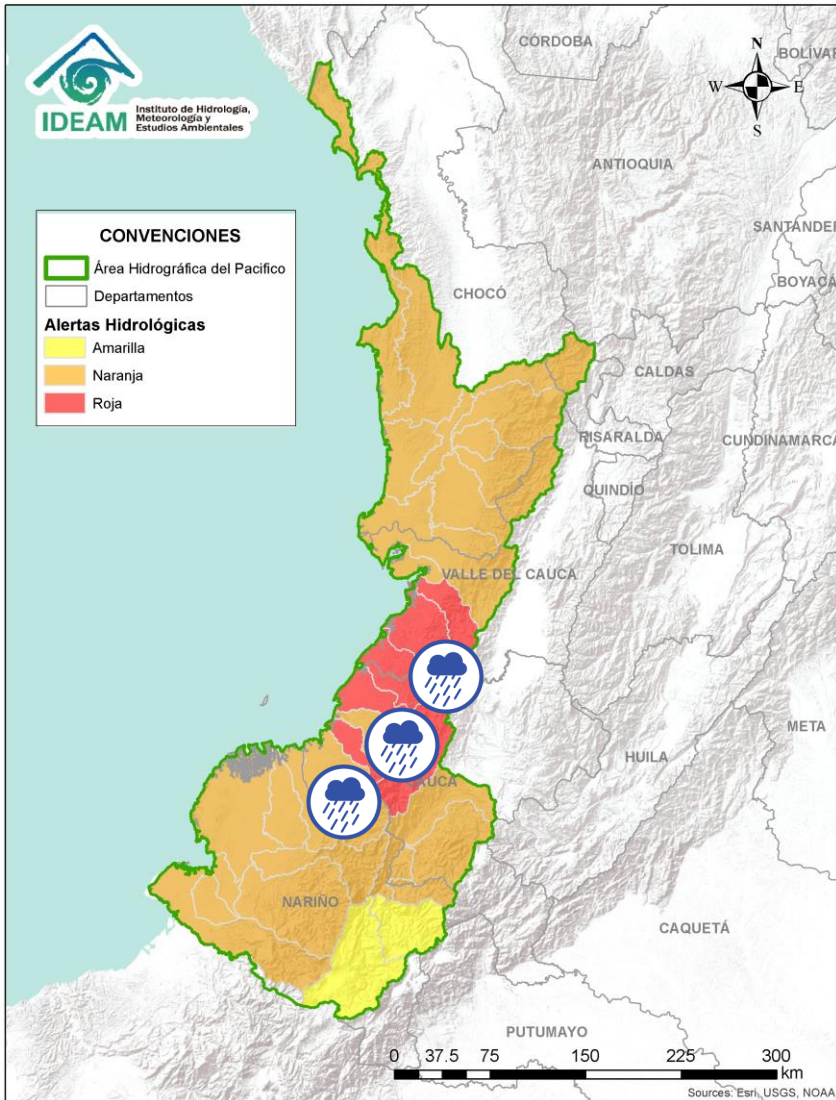 IDEAM
Instituto de Hidrología,
Meteorología y
Estudios Ambientales
CÓRDOBA
BOLÍVAR
N
W E
S
ANTIOQUIA
SANTANDER
BOYACÁ
CONVENCIONES
Área Hidrográfica del Pacifico
Departamentos
Alertas Hidrológicas
Amarilla
Naranja
Roja
CHOCÓ
CALDAS
RISARALDA
CUNDINAMARCA
QUINDÍO
TOLIMA
VALLE DEL CAUCA
META
HUILA
CAUCA
NARIÑO
CAQUETÁ
PUTUMAYO
0 37.5 75 150 225 300
km
Sources: Esri, USGS, NOAA